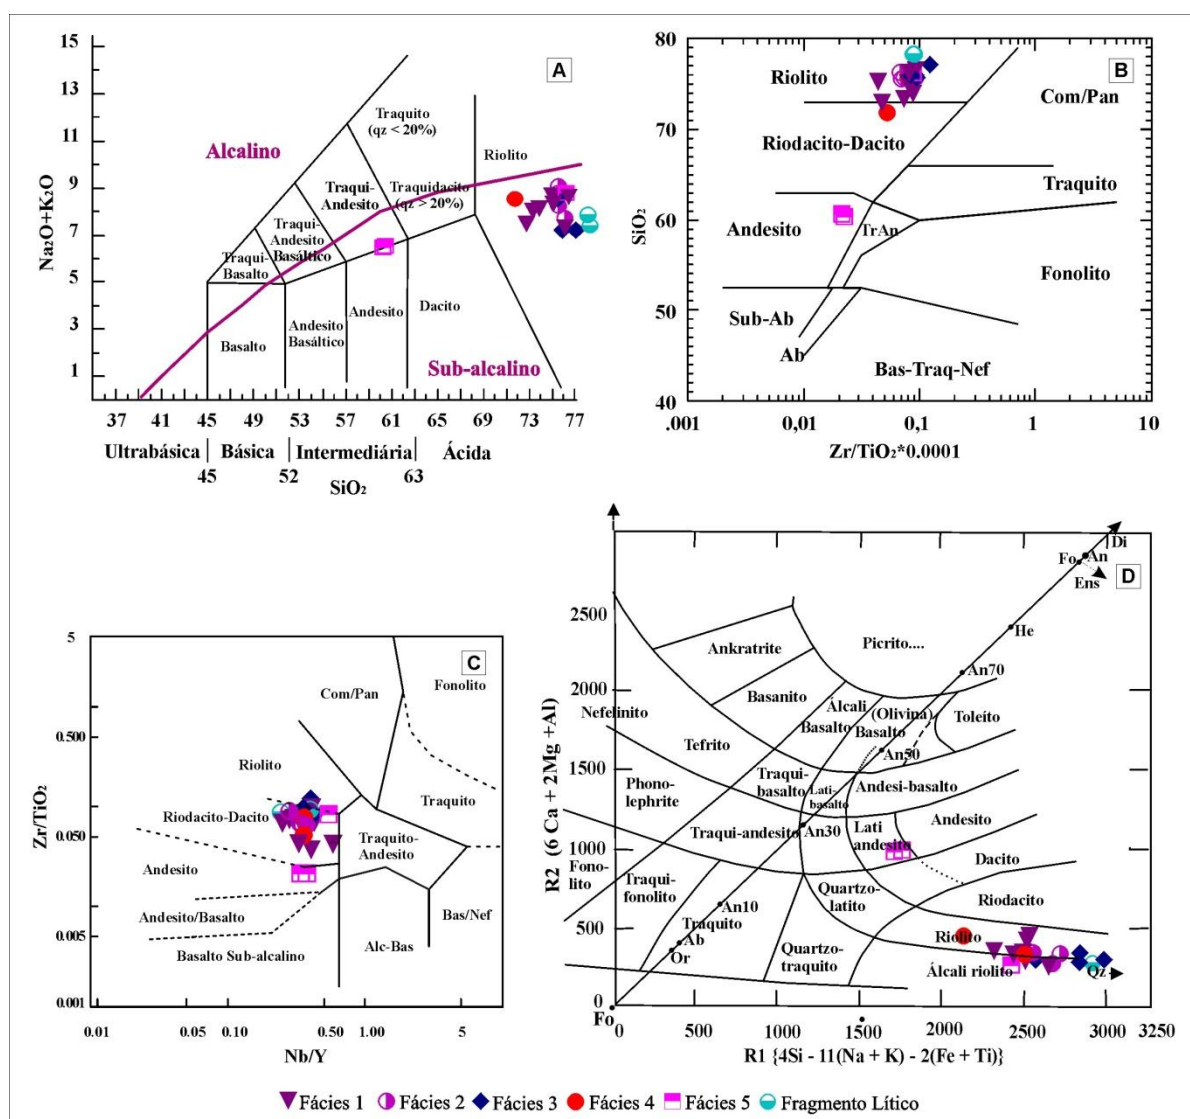 A
15
13
11
9
7
5
3
1
Na₂O+K₂O
Alcalino
Traquito
(qz < 20%)
Riolito
Traqui-
Andesito
Traquidacito
(qz > 20%)
Traqui-
Andesito
Basáltico
Traqui-
Basalto
Basalto
Andesito
Basáltico
Andesito
Dacito
Sub-alcalino
37 41 45 49 53 57 61 65 69 73 77
Ultrabásica Básica Intermediária Ácida
45 52 63
SiO₂
B
80
70
60
50
40
SiO₂
Riolito
Com/Pan
Riodacito-Dacito
Traquito
Andesito
TrAn
Fonolito
Sub-Ab
Ab
Bas-Traq-Nef
.001 0,01 0,1 1 10
Zr/TiO₂*0.0001
C
5
0.500
0.050
0.005
0.001
Zr/TiO₂
Com/Pan
Fonolito
Riolito
Riodacito-Dacito
Traquito
Andesito
Traquito-
Andesito
Andesito/Basalto
Basalto Sub-alcalino
Alc-Bas
Bas/Nef
0.01 0.05 0.10 0.50 1.00 5
Nb/Y
D
2500
2000
1500
1000
500
0
R2 (6 Ca + 2Mg +Al)
Di
Fo
An
Ens
He
An70
An50
An30
An10
Ab
Or
Fo
Qz
Ankratrite
Picrito....
Basanito
Nefelinito
Álcali
Basalto
(Olivina)
Basalto
Toleíto
Tefrito
Phono-
lephrite
Traqui-
basalto
Lati-
basalto
Andesi-basalto
Traqui-andesito
Lati
andesito
Andesito
Fono-
lito
Traqui-
fonolito
Dacito
Quartzo-
latito
Riodacito
Traquito
Riolito
Quartzo-
traquito
Álcali riolito
0 500 1000 1500 2000 2500 3000 3250
R1 {4Si - 11(Na + K) - 2(Fe + Ti)}
Fácies 1 Fácies 2 Fácies 3 Fácies 4 Fácies 5 Fragmento Lítico